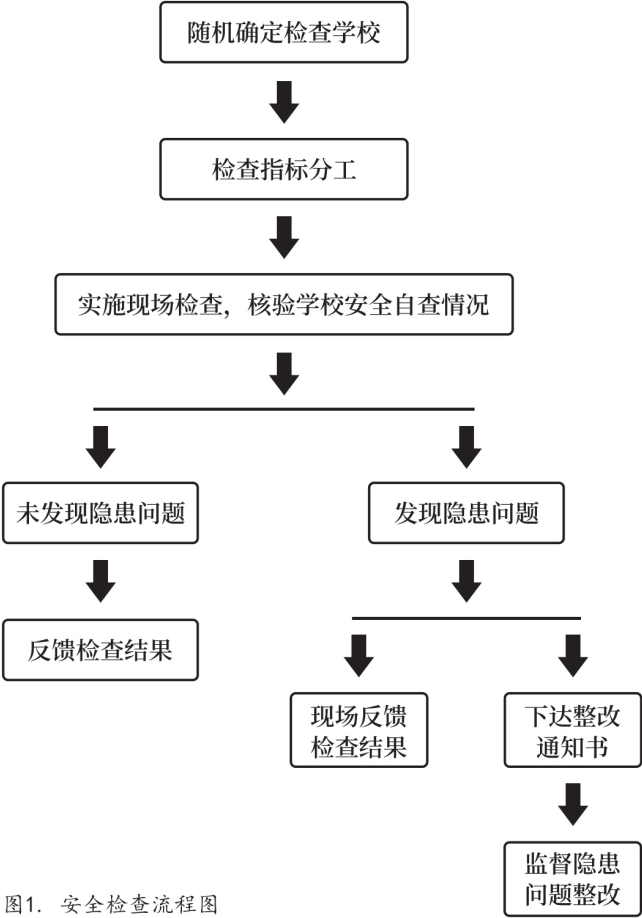 随机确定检查学校
检查指标分工
实施现场检查，核验学校安全自查情况
未发现隐患问题
发现隐患问题
反馈检查结果
现场反馈
检查结果
下达整改
通知书
监督隐患
问题整改
图1. 安全检查流程图